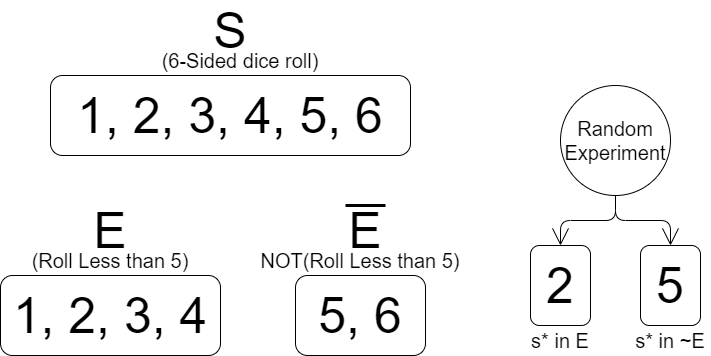 S
(6-Sided dice roll)
1, 2, 3, 4, 5, 6
E
(Roll Less than 5)
1, 2, 3, 4
E̅
NOT(Roll Less than 5)
5, 6
Random
Experiment
2
s* in E
5
s* in ~E